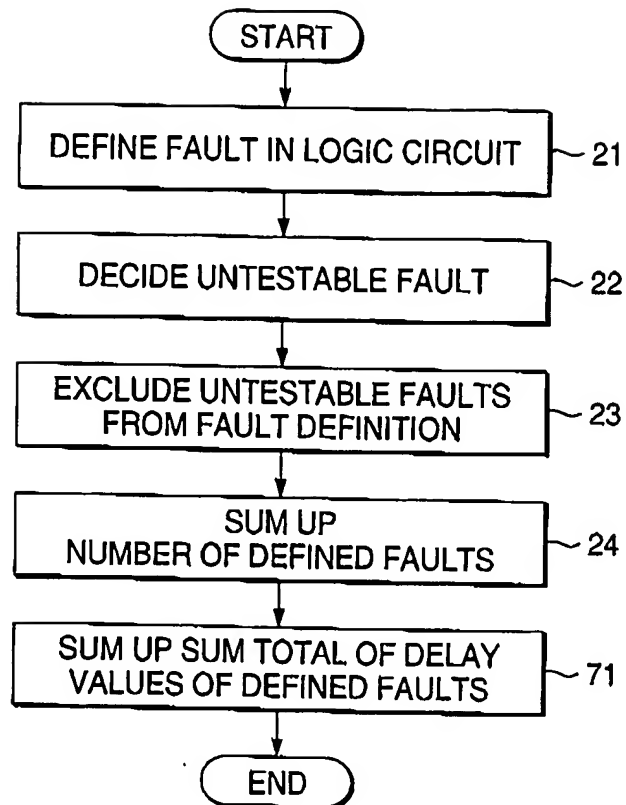 START
DEFINE FAULT IN LOGIC CIRCUIT
21
DECIDE UNTESTABLE FAULT
22
EXCLUDE UNTESTABLE FAULTS
FROM FAULT DEFINITION
23
SUM UP
NUMBER OF DEFINED FAULTS
24
SUM UP SUM TOTAL OF DELAY
VALUES OF DEFINED FAULTS
71
END